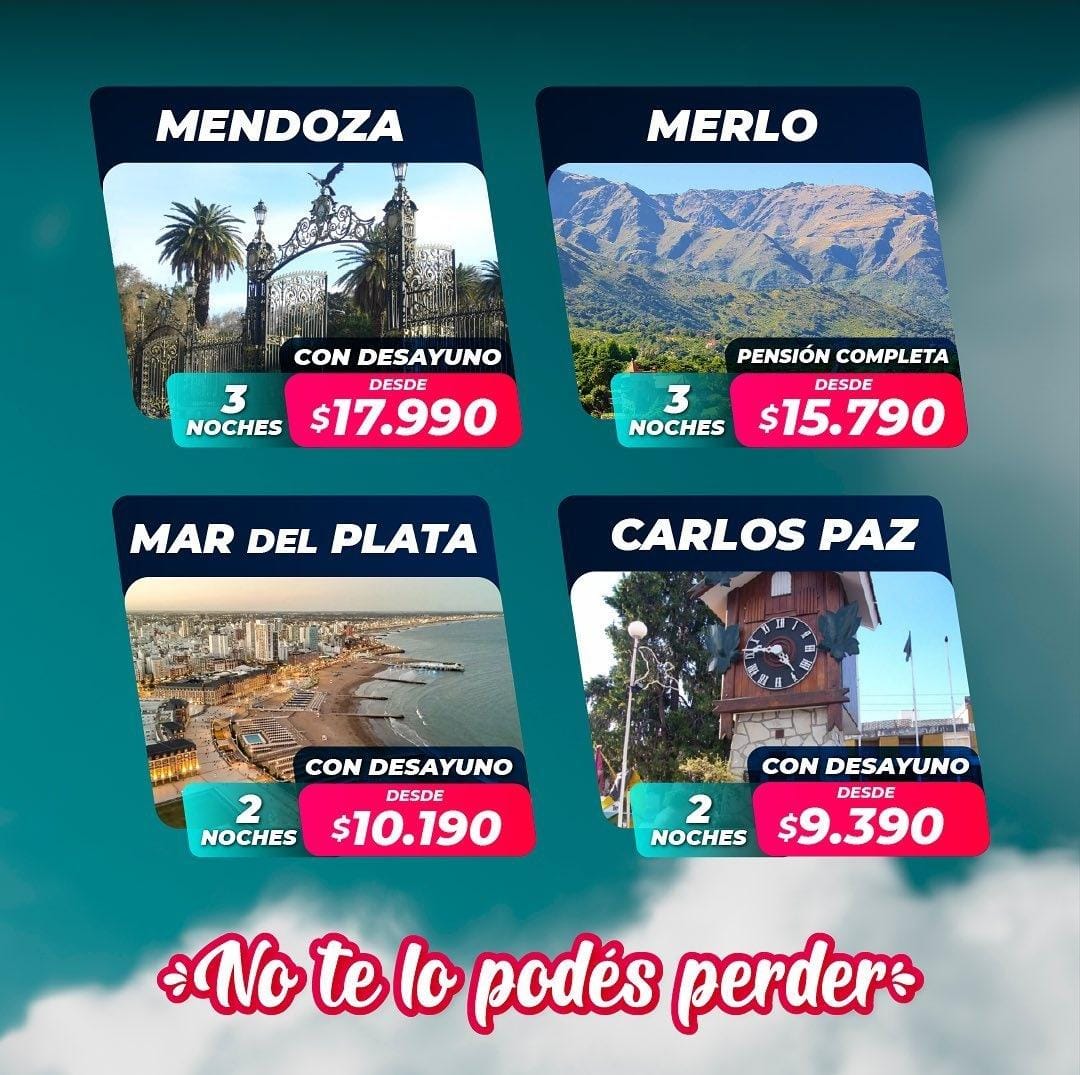 MENDOZA
CON DESAYUNO
3
NOCHES
DESDE
$17.990
MERLO
PENSIÓN COMPLETA
3
NOCHES
DESDE
$15.790
MAR DEL PLATA
CON DESAYUNO
2
NOCHES
DESDE
$10.190
CARLOS PAZ
CON DESAYUNO
2
NOCHES
DESDE
$9.390
No te lo podés perder